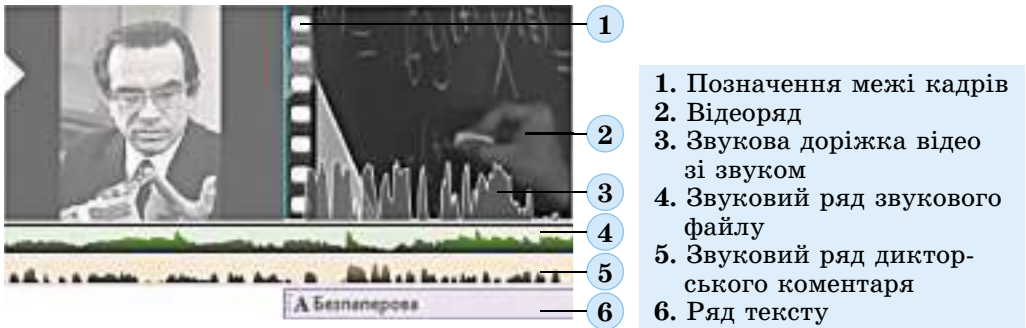 1
2
3
4
5
6
А Безпаперова
1. Позначення межі кадрів
2. Відеоряд
3. Звукова доріжка відео
зі звуком
4. Звуковий ряд звукового
файлу
5. Звуковий ряд диктор-
ського коментаря
6. Ряд тексту